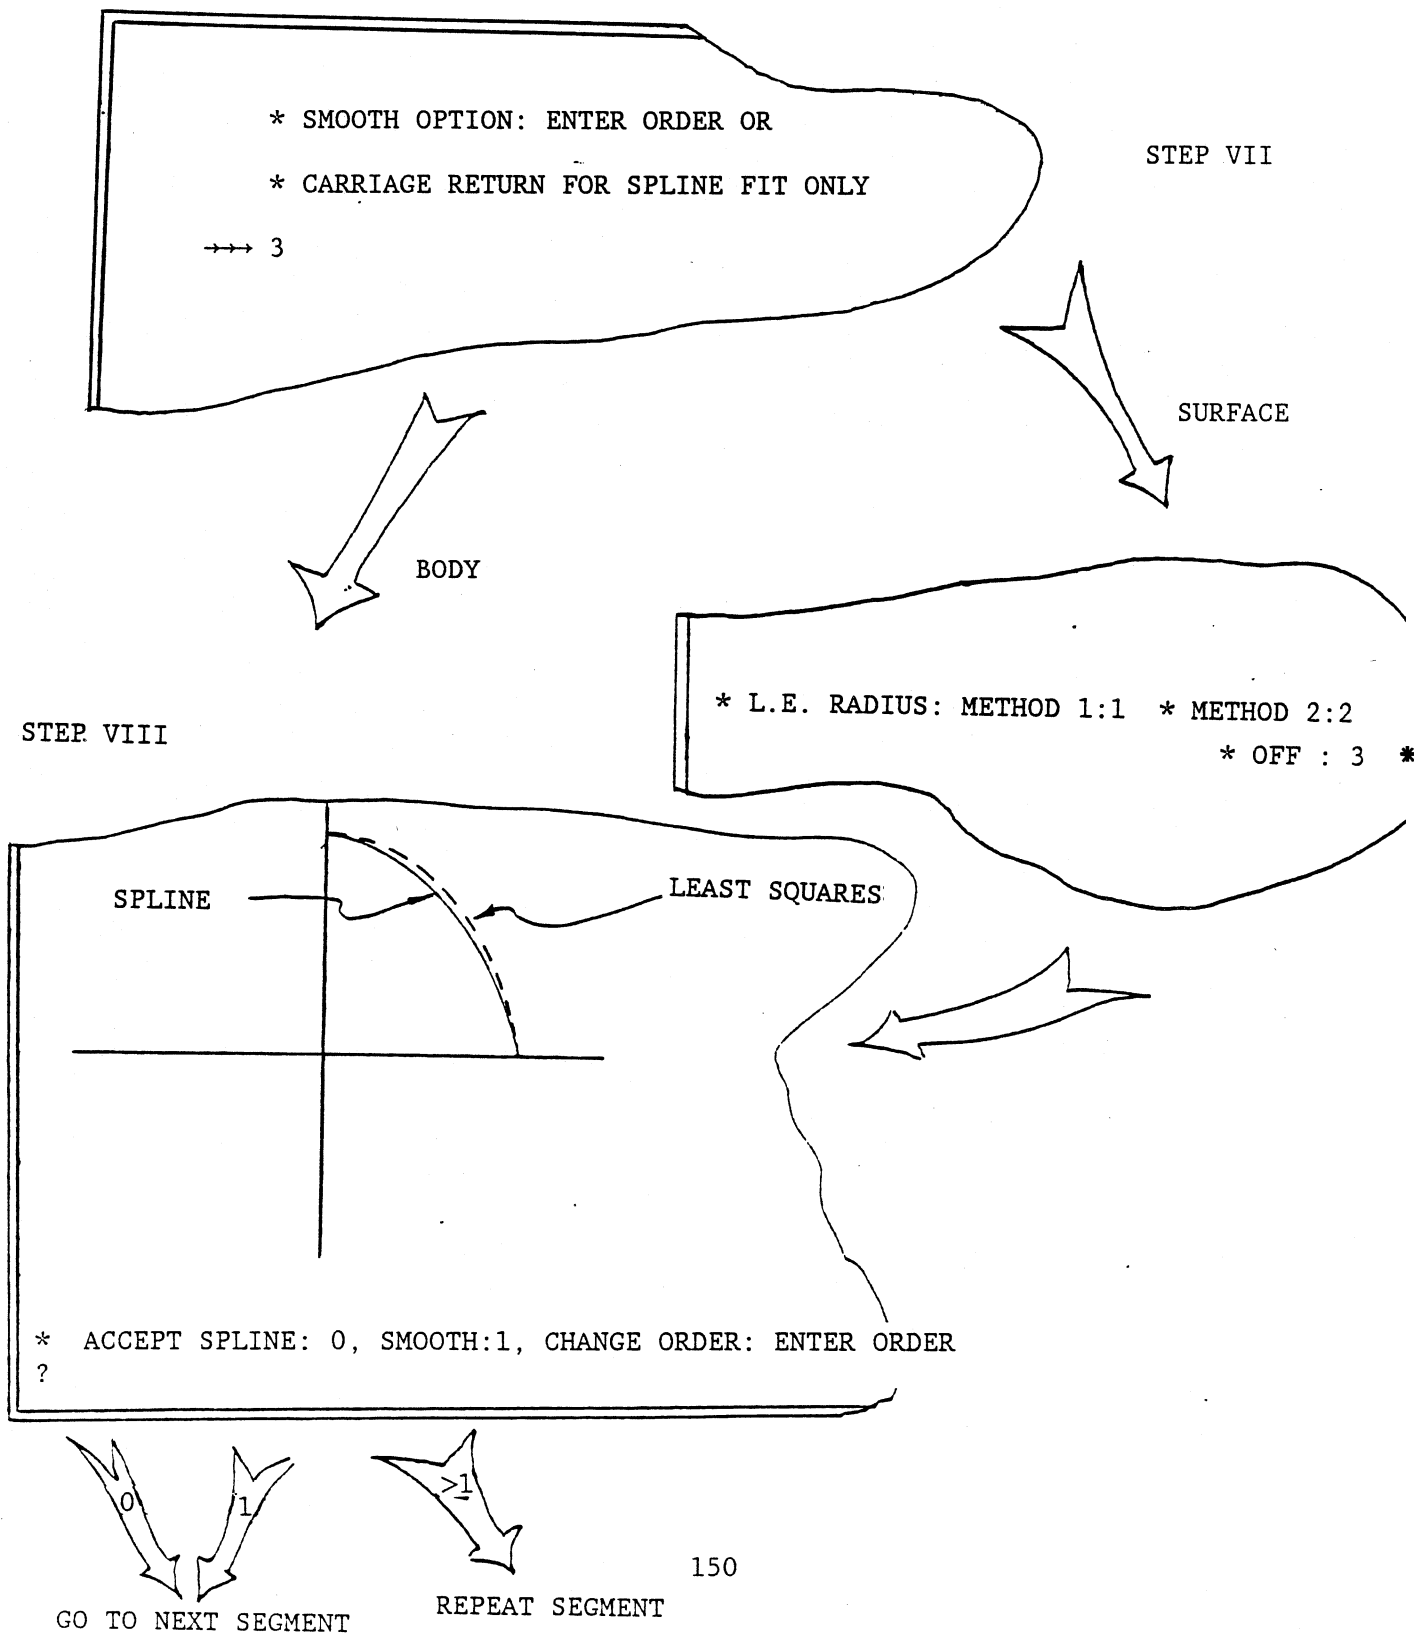 * SMOOTH OPTION: ENTER ORDER OR
* CARRIAGE RETURN FOR SPLINE FIT ONLY
3
STEP VII
SURFACE
BODY
* L.E. RADIUS: METHOD 1:1 * METHOD 2:2
* OFF : 3 *
STEP VIII
SPLINE
LEAST SQUARES
* ACCEPT SPLINE: 0, SMOOTH:1, CHANGE ORDER: ENTER ORDER
?
0
1
>1
150
GO TO NEXT SEGMENT
REPEAT SEGMENT